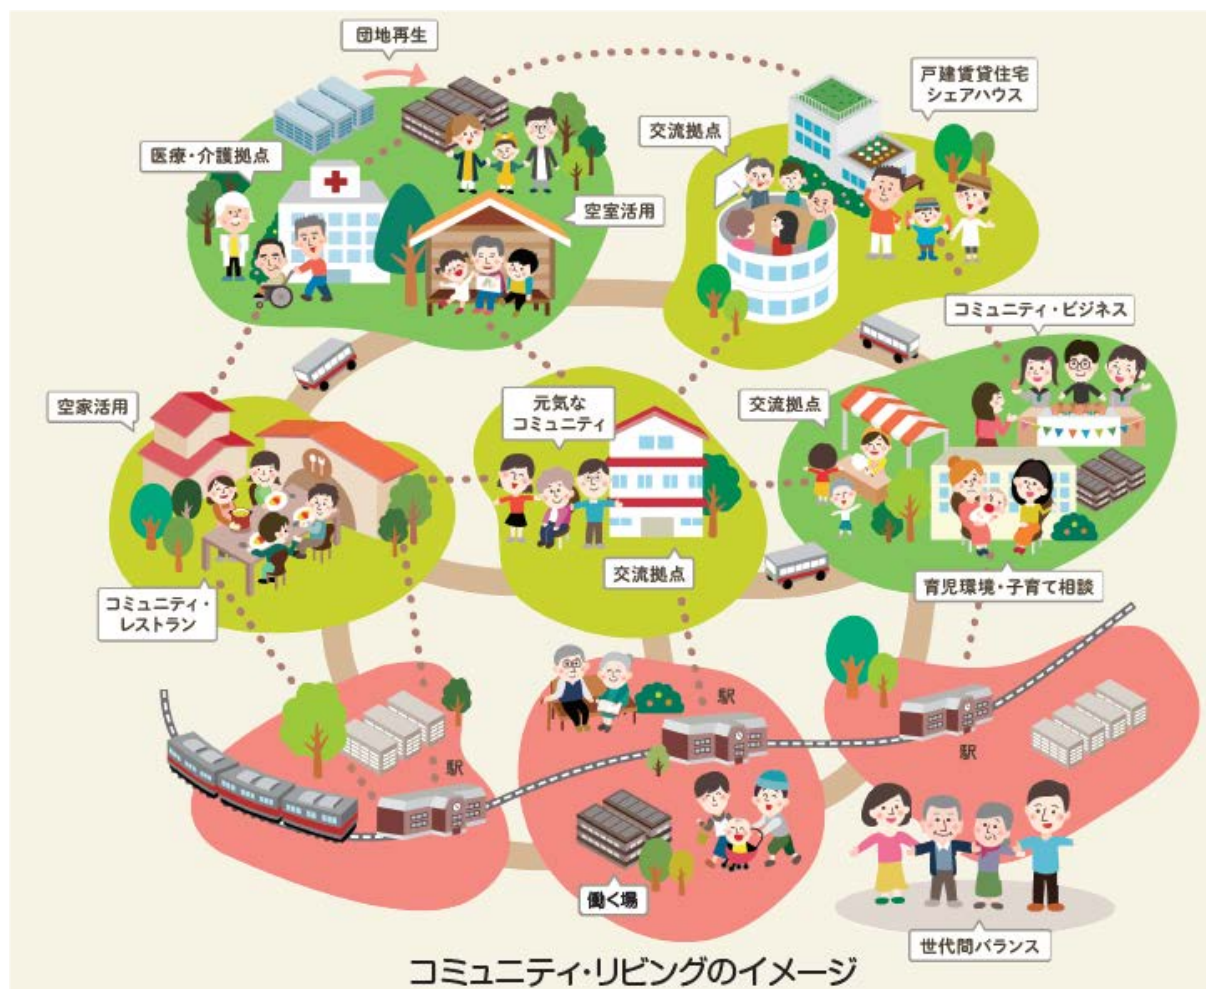 団地再生
戸建賃貸住宅
シェアハウス
交流拠点
医療・介護拠点
空室活用
コミュニティ・ビジネス
空家活用
元気な
コミュニティ
交流拠点
交流拠点
育児環境・子育て相談
コミュニティ・
レストラン
駅
駅
駅
働く場
世代間バランス
コミュニティ・リビングのイメージ